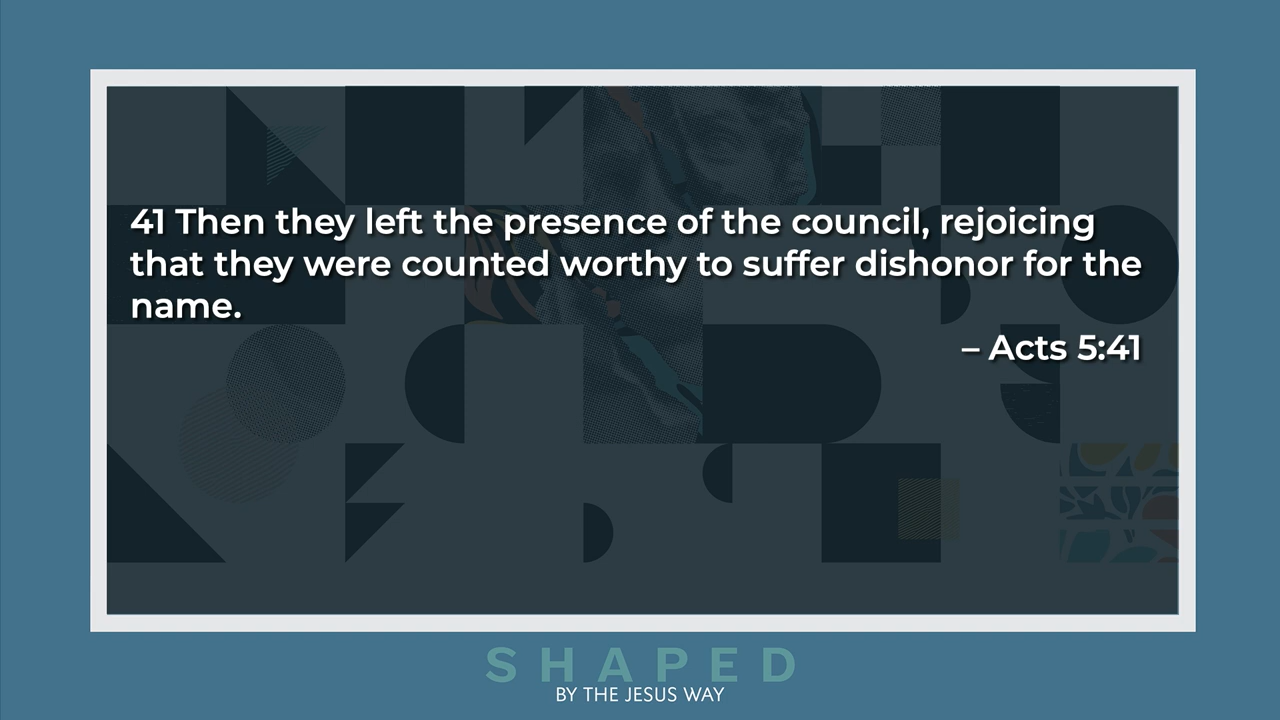 41 Then they left the presence of the council, rejoicing
that they were counted worthy to suffer dishonor for the
name.
– Acts 5:41
SHAPED
BY THE JESUS WAY